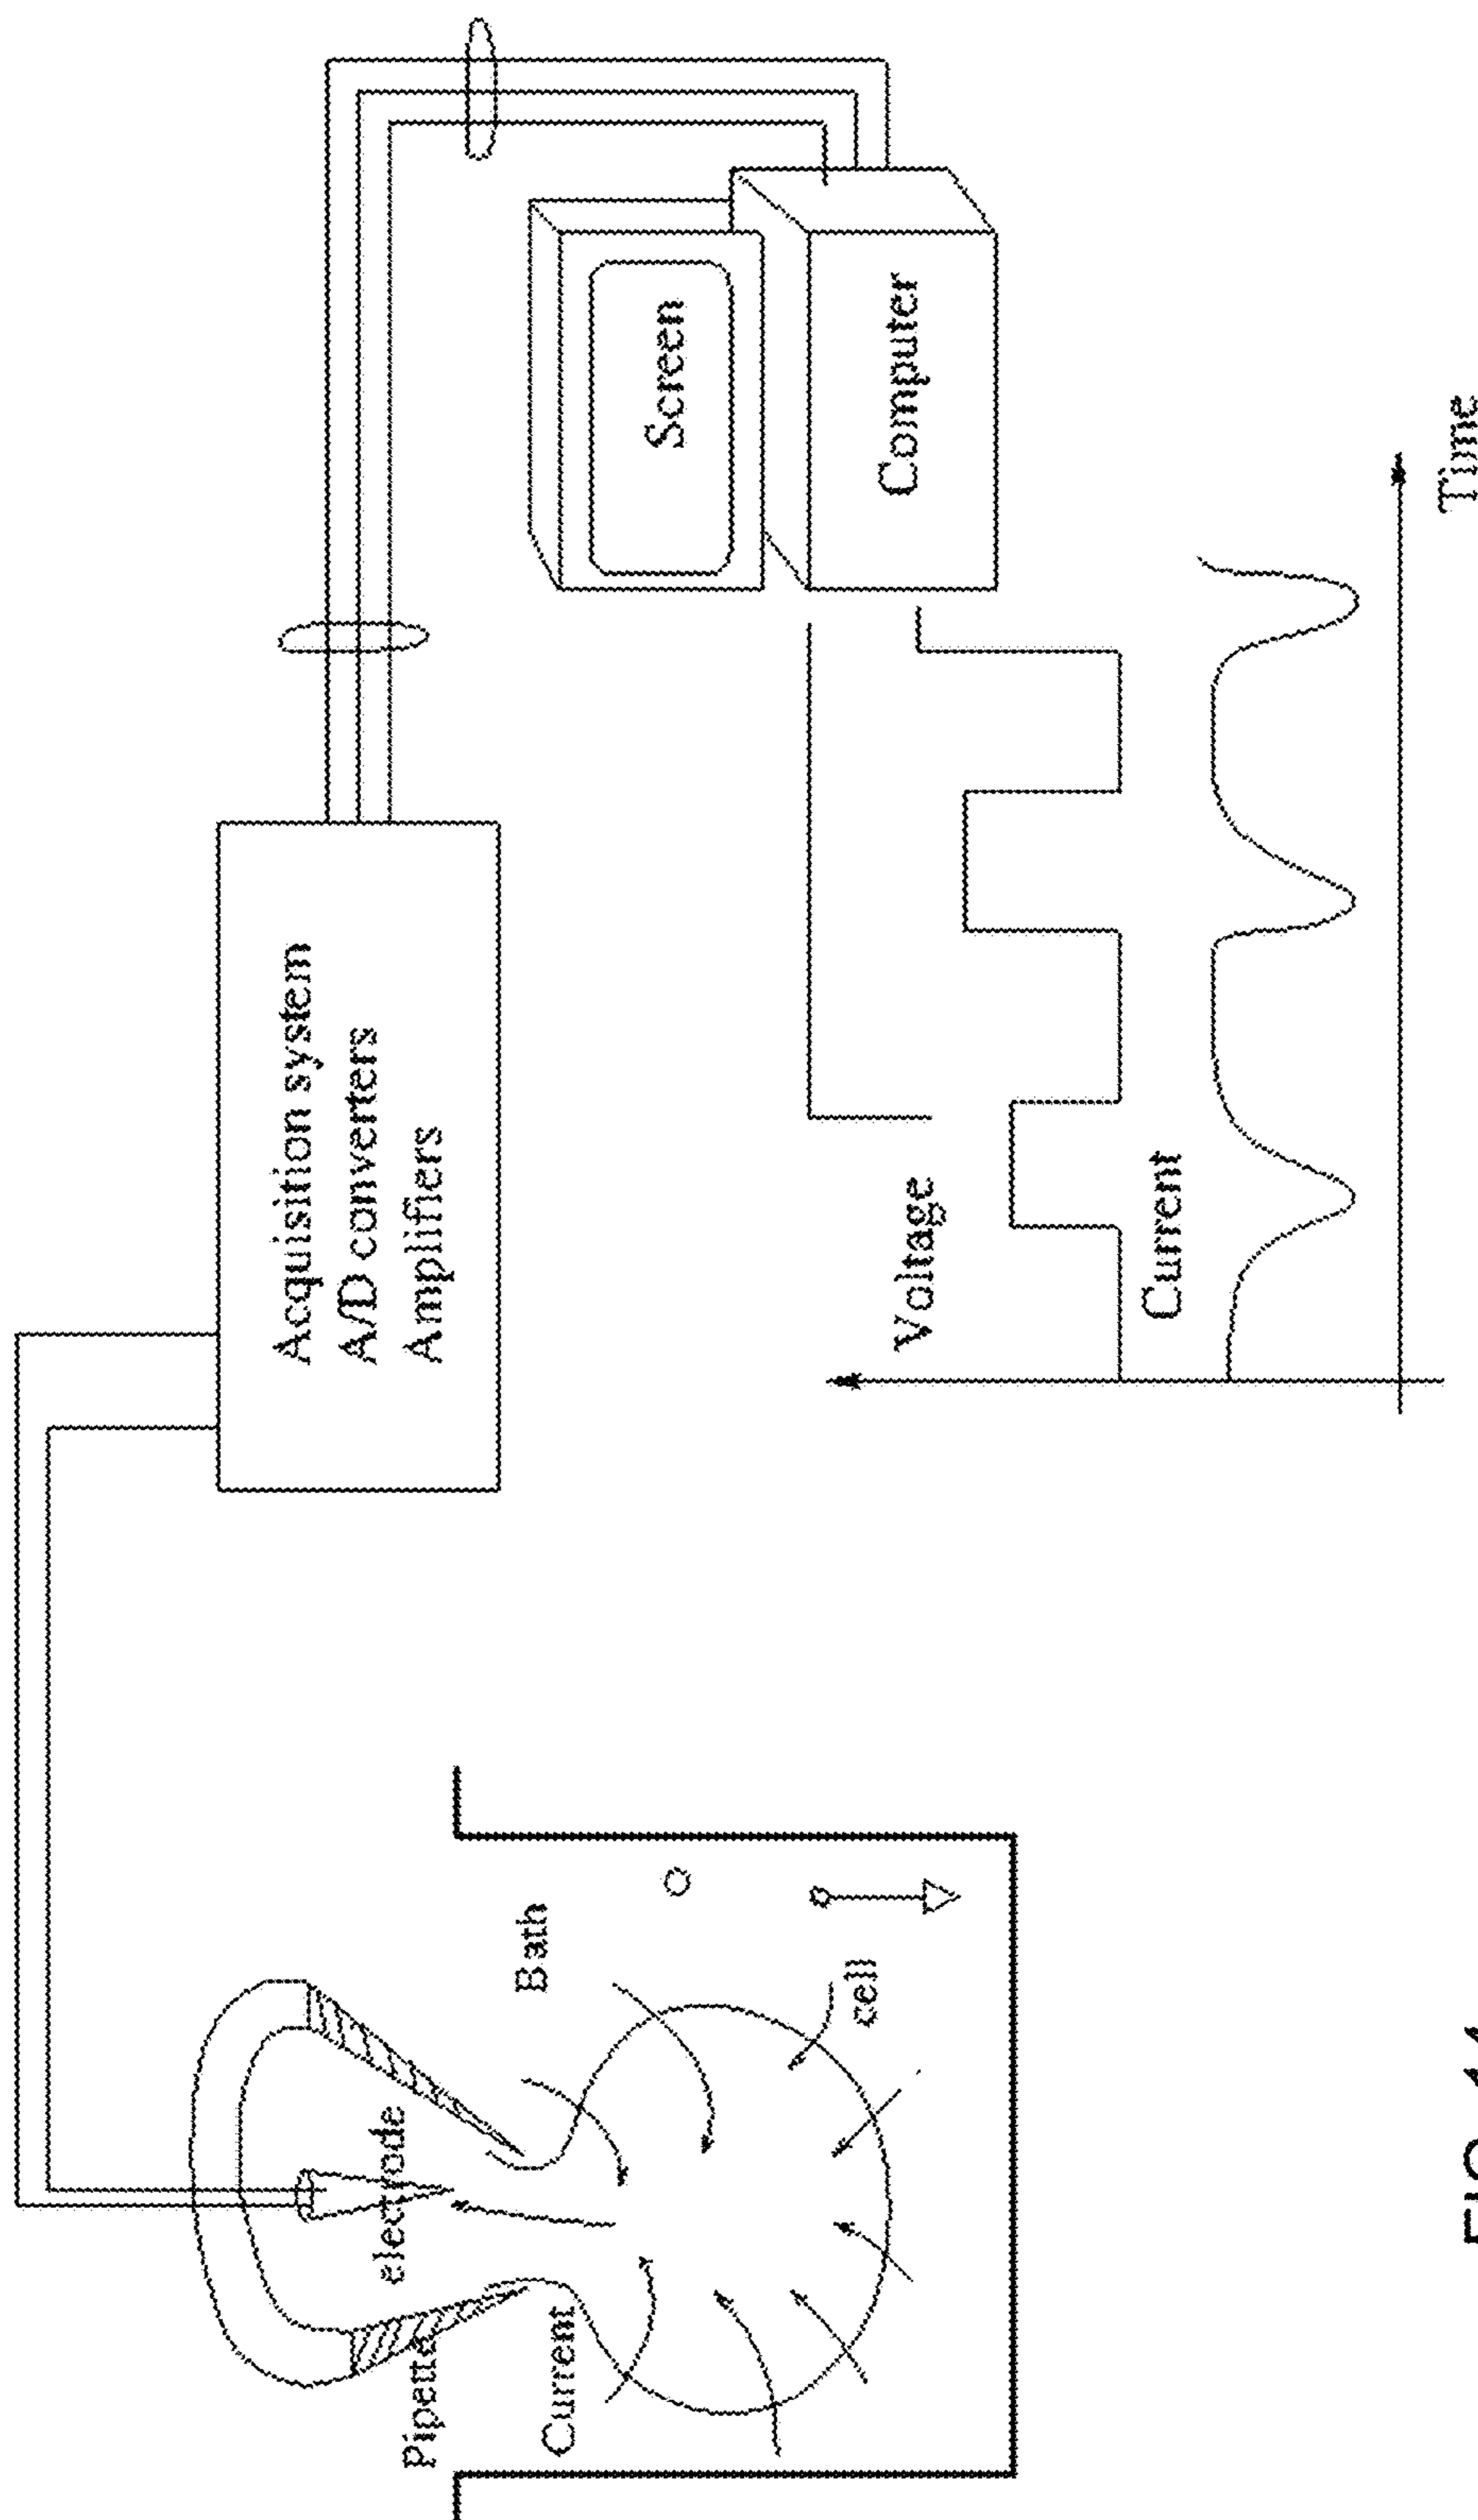 Acquisition system
A/D converters
Amplifiers
Screen
Computer
Pipette
electrode
Current
Bath
cell
Voltage
Current
Time